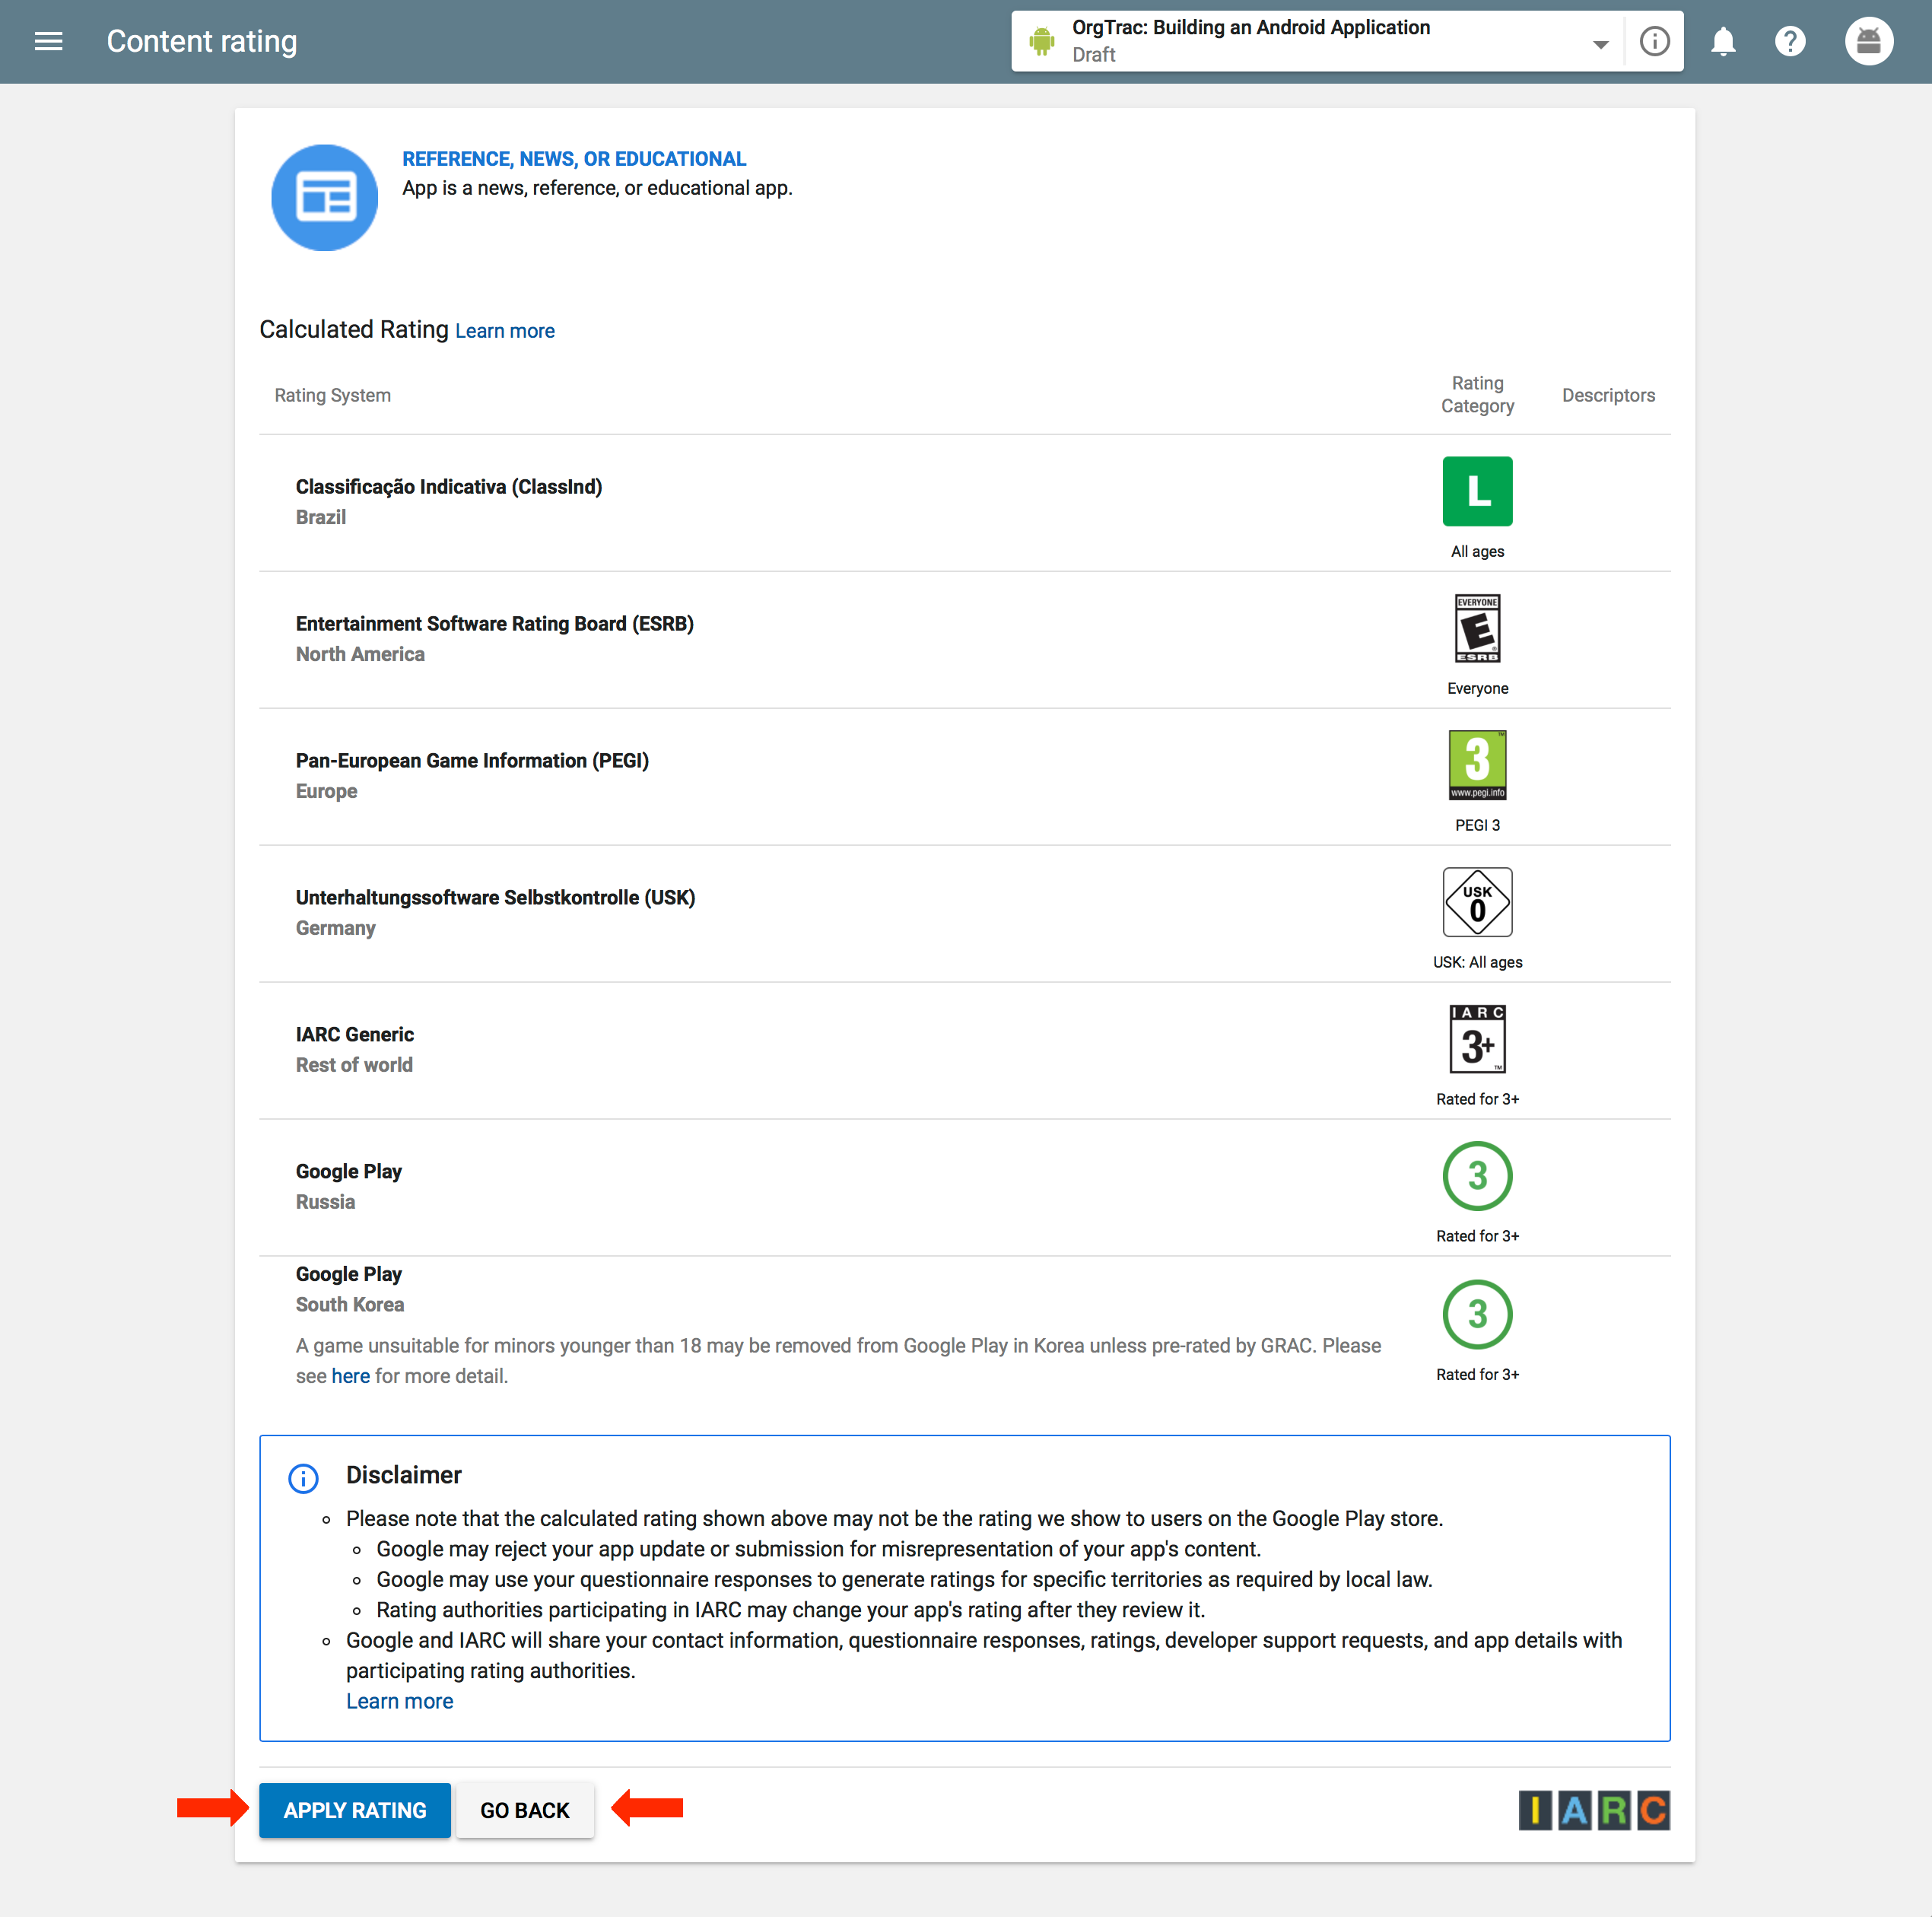 Content rating
OrgTrac: Building an Android Application
Draft
REFERENCE, NEWS, OR EDUCATIONAL
App is a news, reference, or educational app.
Calculated Rating Learn more
Rating System
Rating
Category
Descriptors
Classificação Indicativa (ClassInd)
Brazil
L
All ages
Entertainment Software Rating Board (ESRB)
North America
EVERYONE
E
ESRB
Everyone
Pan-European Game Information (PEGI)
Europe
3
www.pegi.info
PEGI 3
Unterhaltungssoftware Selbstkontrolle (USK)
Germany
USK
0
USK: All ages
IARC Generic
Rest of world
IARC
3+
TM
Rated for 3+
Google Play
Russia
3
Rated for 3+
Google Play
South Korea
A game unsuitable for minors younger than 18 may be removed from Google Play in Korea unless pre-rated by GRAC. Please
see here for more detail.
3
Rated for 3+
Disclaimer
Please note that the calculated rating shown above may not be the rating we show to users on the Google Play store.
Google may reject your app update or submission for misrepresentation of your app's content.
Google may use your questionnaire responses to generate ratings for specific territories as required by local law.
Rating authorities participating in IARC may change your app's rating after they review it.
Google and IARC will share your contact information, questionnaire responses, ratings, developer support requests, and app details with
participating rating authorities.
Learn more
APPLY RATING GO BACK
IARC